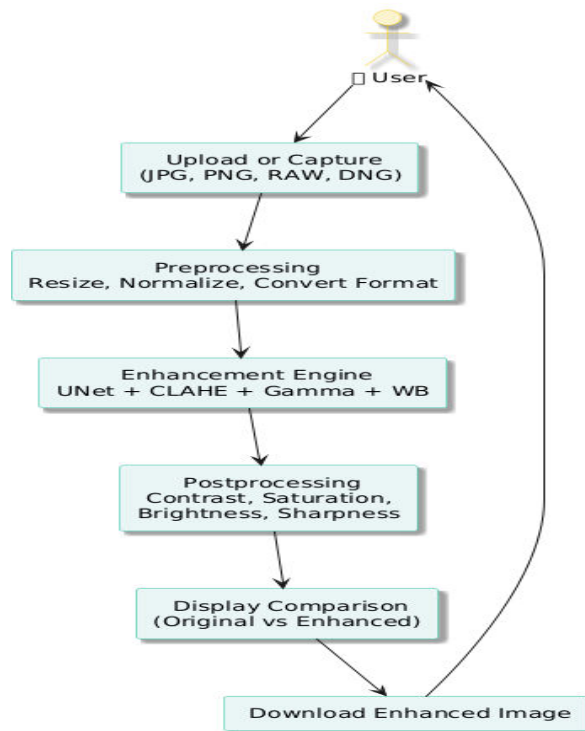 User
Upload or Capture
(JPG, PNG, RAW, DNG)
Preprocessing
Resize, Normalize, Convert Format
Enhancement Engine
UNet + CLAHE + Gamma + WB
Postprocessing
Contrast, Saturation,
Brightness, Sharpness
Display Comparison
(Original vs Enhanced)
Download Enhanced Image